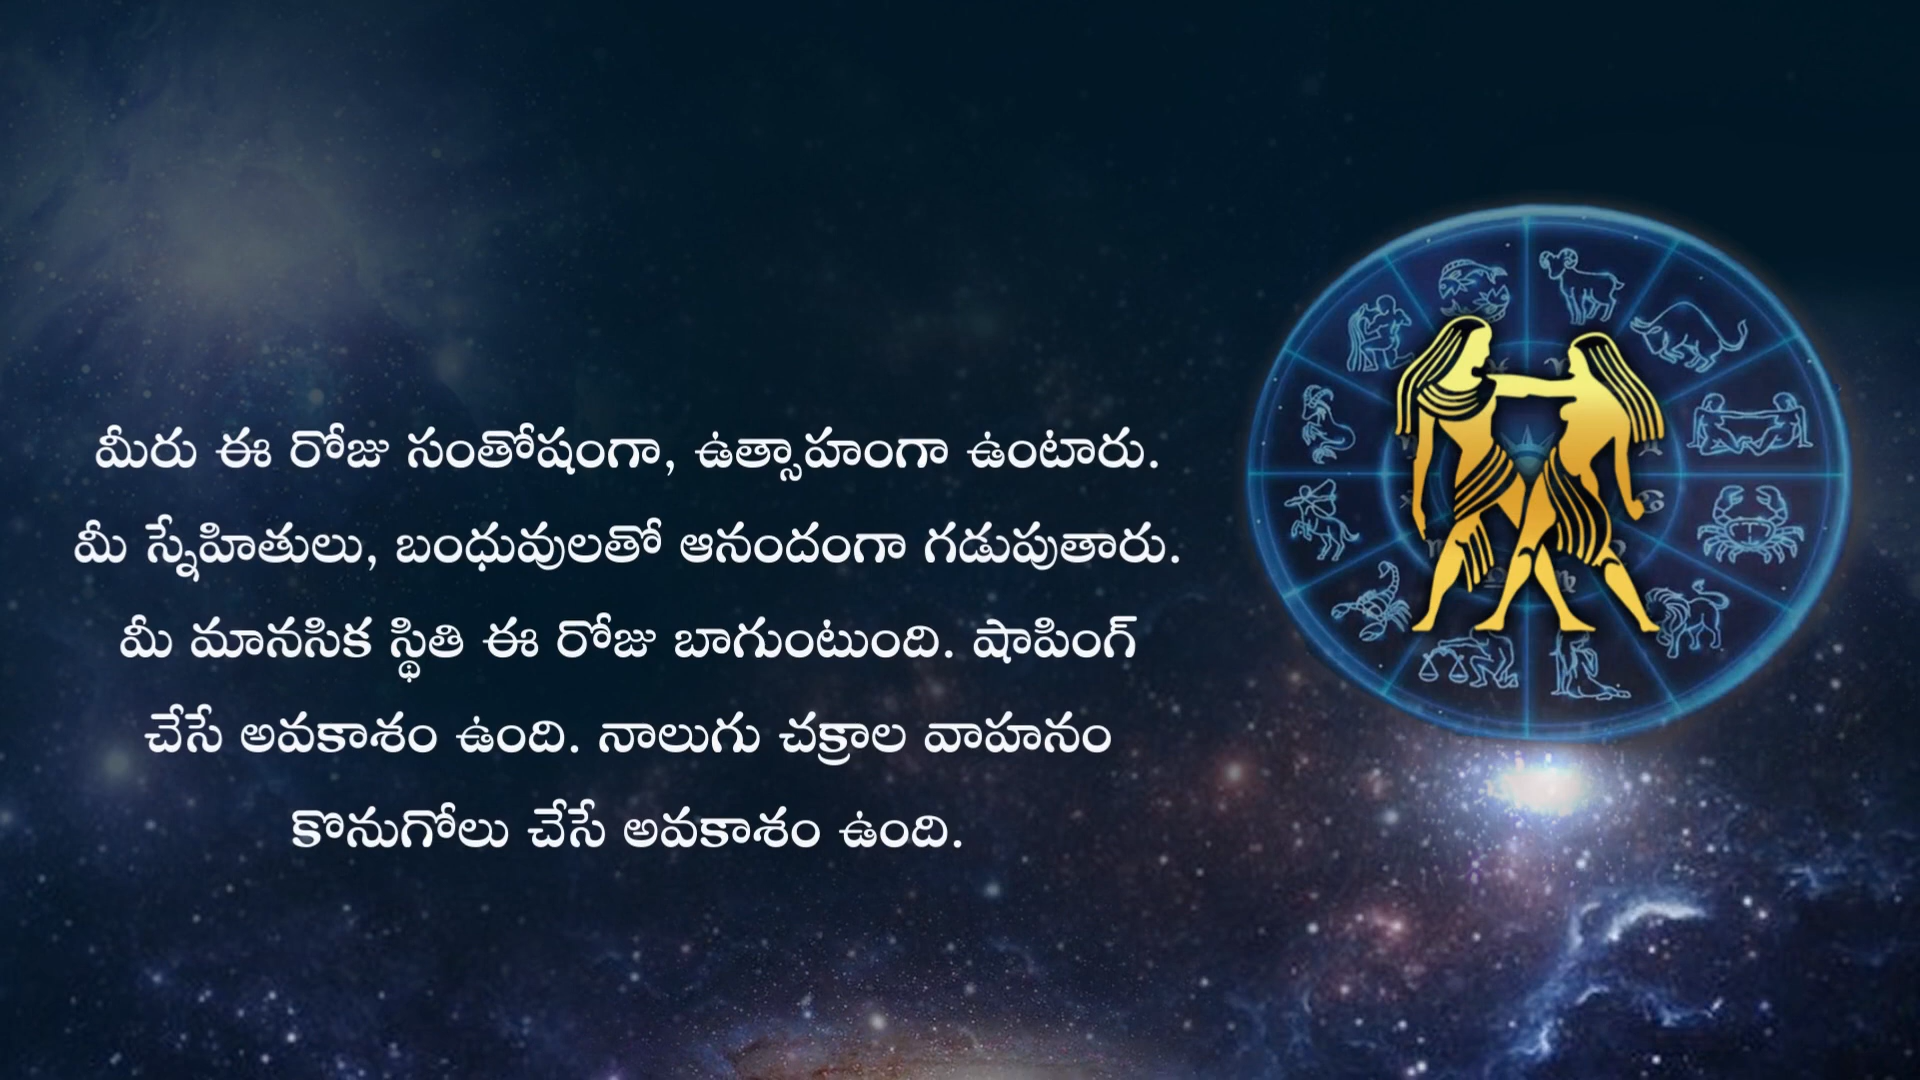 మీరు ఈ రోజు సంతోషంగా, ఉత్సాహంగా ఉంటారు.
మీ స్నేహితులు, బంధువులతో ఆనందంగా గడుపుతారు.
మీ మానసిక స్థితి ఈ రోజు బాగుంటుంది. షాపింగ్
చేసే అవకాశం ఉంది. నాలుగు చక్రాల వాహనం
కొనుగోలు చేసే అవకాశం ఉంది.